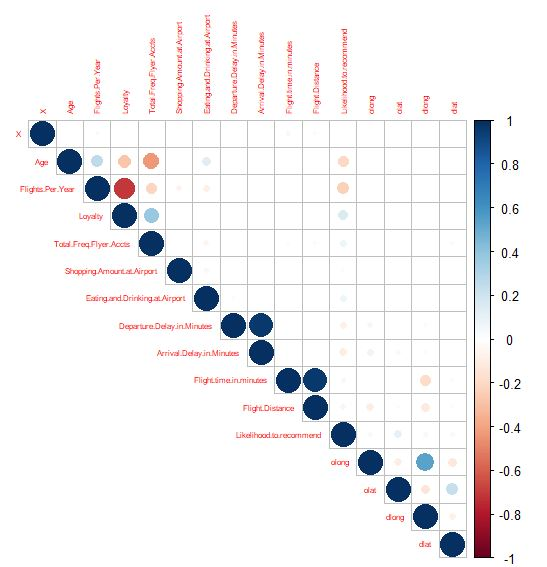 X
Age
Flights.Per.Year
Loyalty
Total.Freq.Flyer.Accts
Shopping.Amount.at.Airport
Eating.and.Drinking.at.Airport
Departure.Delay.in.Minutes
Arrival.Delay.in.Minutes
Flight.time.in.minutes
Flight.Distance
Likelihood.to.recommend
olong
olat
dlong
dlat
X
Age
Flights.Per.Year
Loyalty
Total.Freq.Flyer.Accts
Shopping.Amount.at.Airport
Eating.and.Drinking.at.Airport
Departure.Delay.in.Minutes
Arrival.Delay.in.Minutes
Flight.time.in.minutes
Flight.Distance
Likelihood.to.recommend
olong
olat
dlong
dlat
1
0.8
0.6
0.4
0.2
0
-0.2
-0.4
-0.6
-0.8
-1